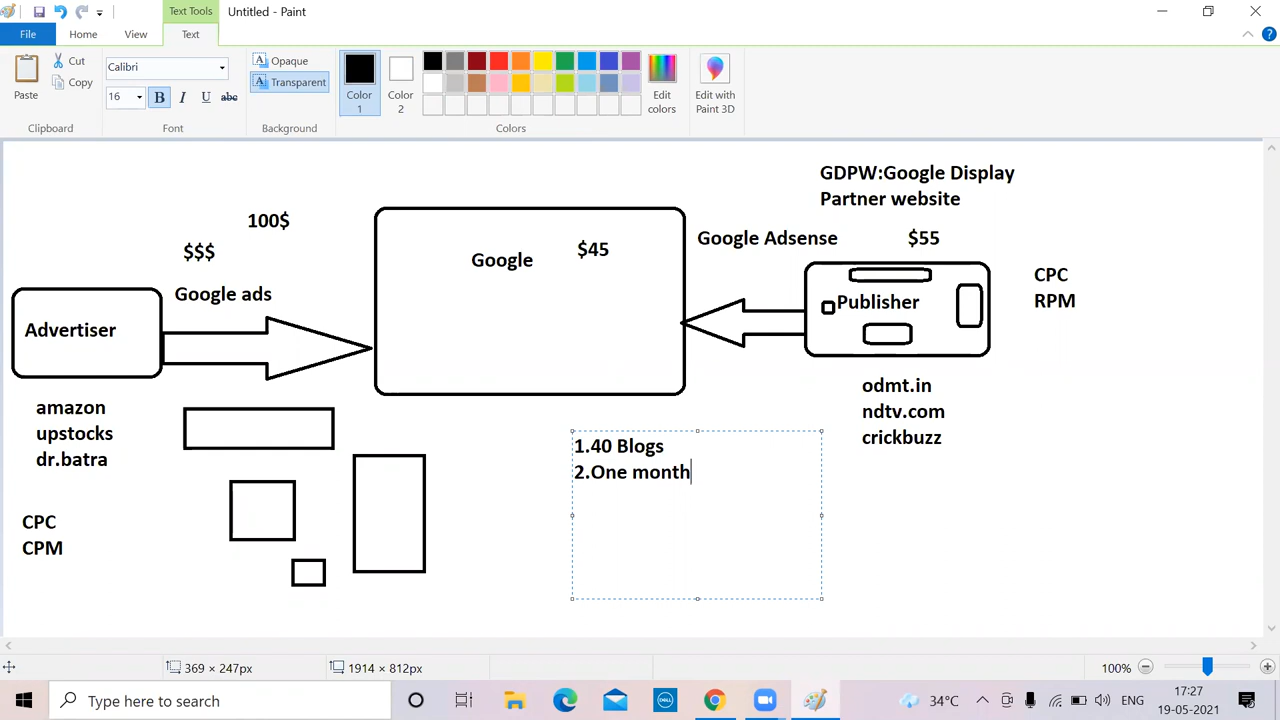 Text Tools
Untitled - Paint
File
Home
View
Text
Paste
Cut
Copy
Clipboard
Calibri
16
B
I
U
abc
Font
Opaque
Transparent
Background
Color 1
Color 2
Edit colors
Colors
Edit with Paint 3D
GDPW:Google Display
Partner website
100$
$$$
Google ads
Advertiser
Google
$45
Google Adsense
$55
Publisher
CPC
RPM
amazon
upstocks
dr.batra
CPC
CPM
1.40 Blogs
2.One month
odmt.in
ndtv.com
crickbuzz
369 × 247px
1914 × 812px
100%
Type here to search
DELL
34°C
ENG
17:27
19-05-2021